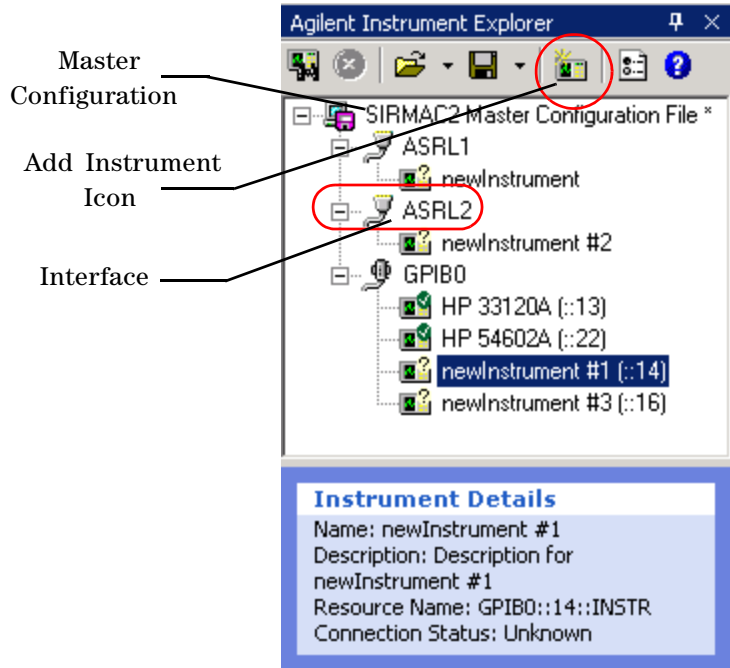 Agilent Instrument Explorer
Master
Configuration
SIRMAC2 Master Configuration File *
ASRL1
Add Instrument
Icon
newInstrument
ASRL2
newInstrument #2
Interface
GPIB0
HP 33120A (::13)
HP 54602A (::22)
newInstrument #1 (::14)
newInstrument #3 (::16)
Instrument Details
Name: newInstrument #1
Description: Description for
newInstrument #1
Resource Name: GPIB0::14::INSTR
Connection Status: Unknown